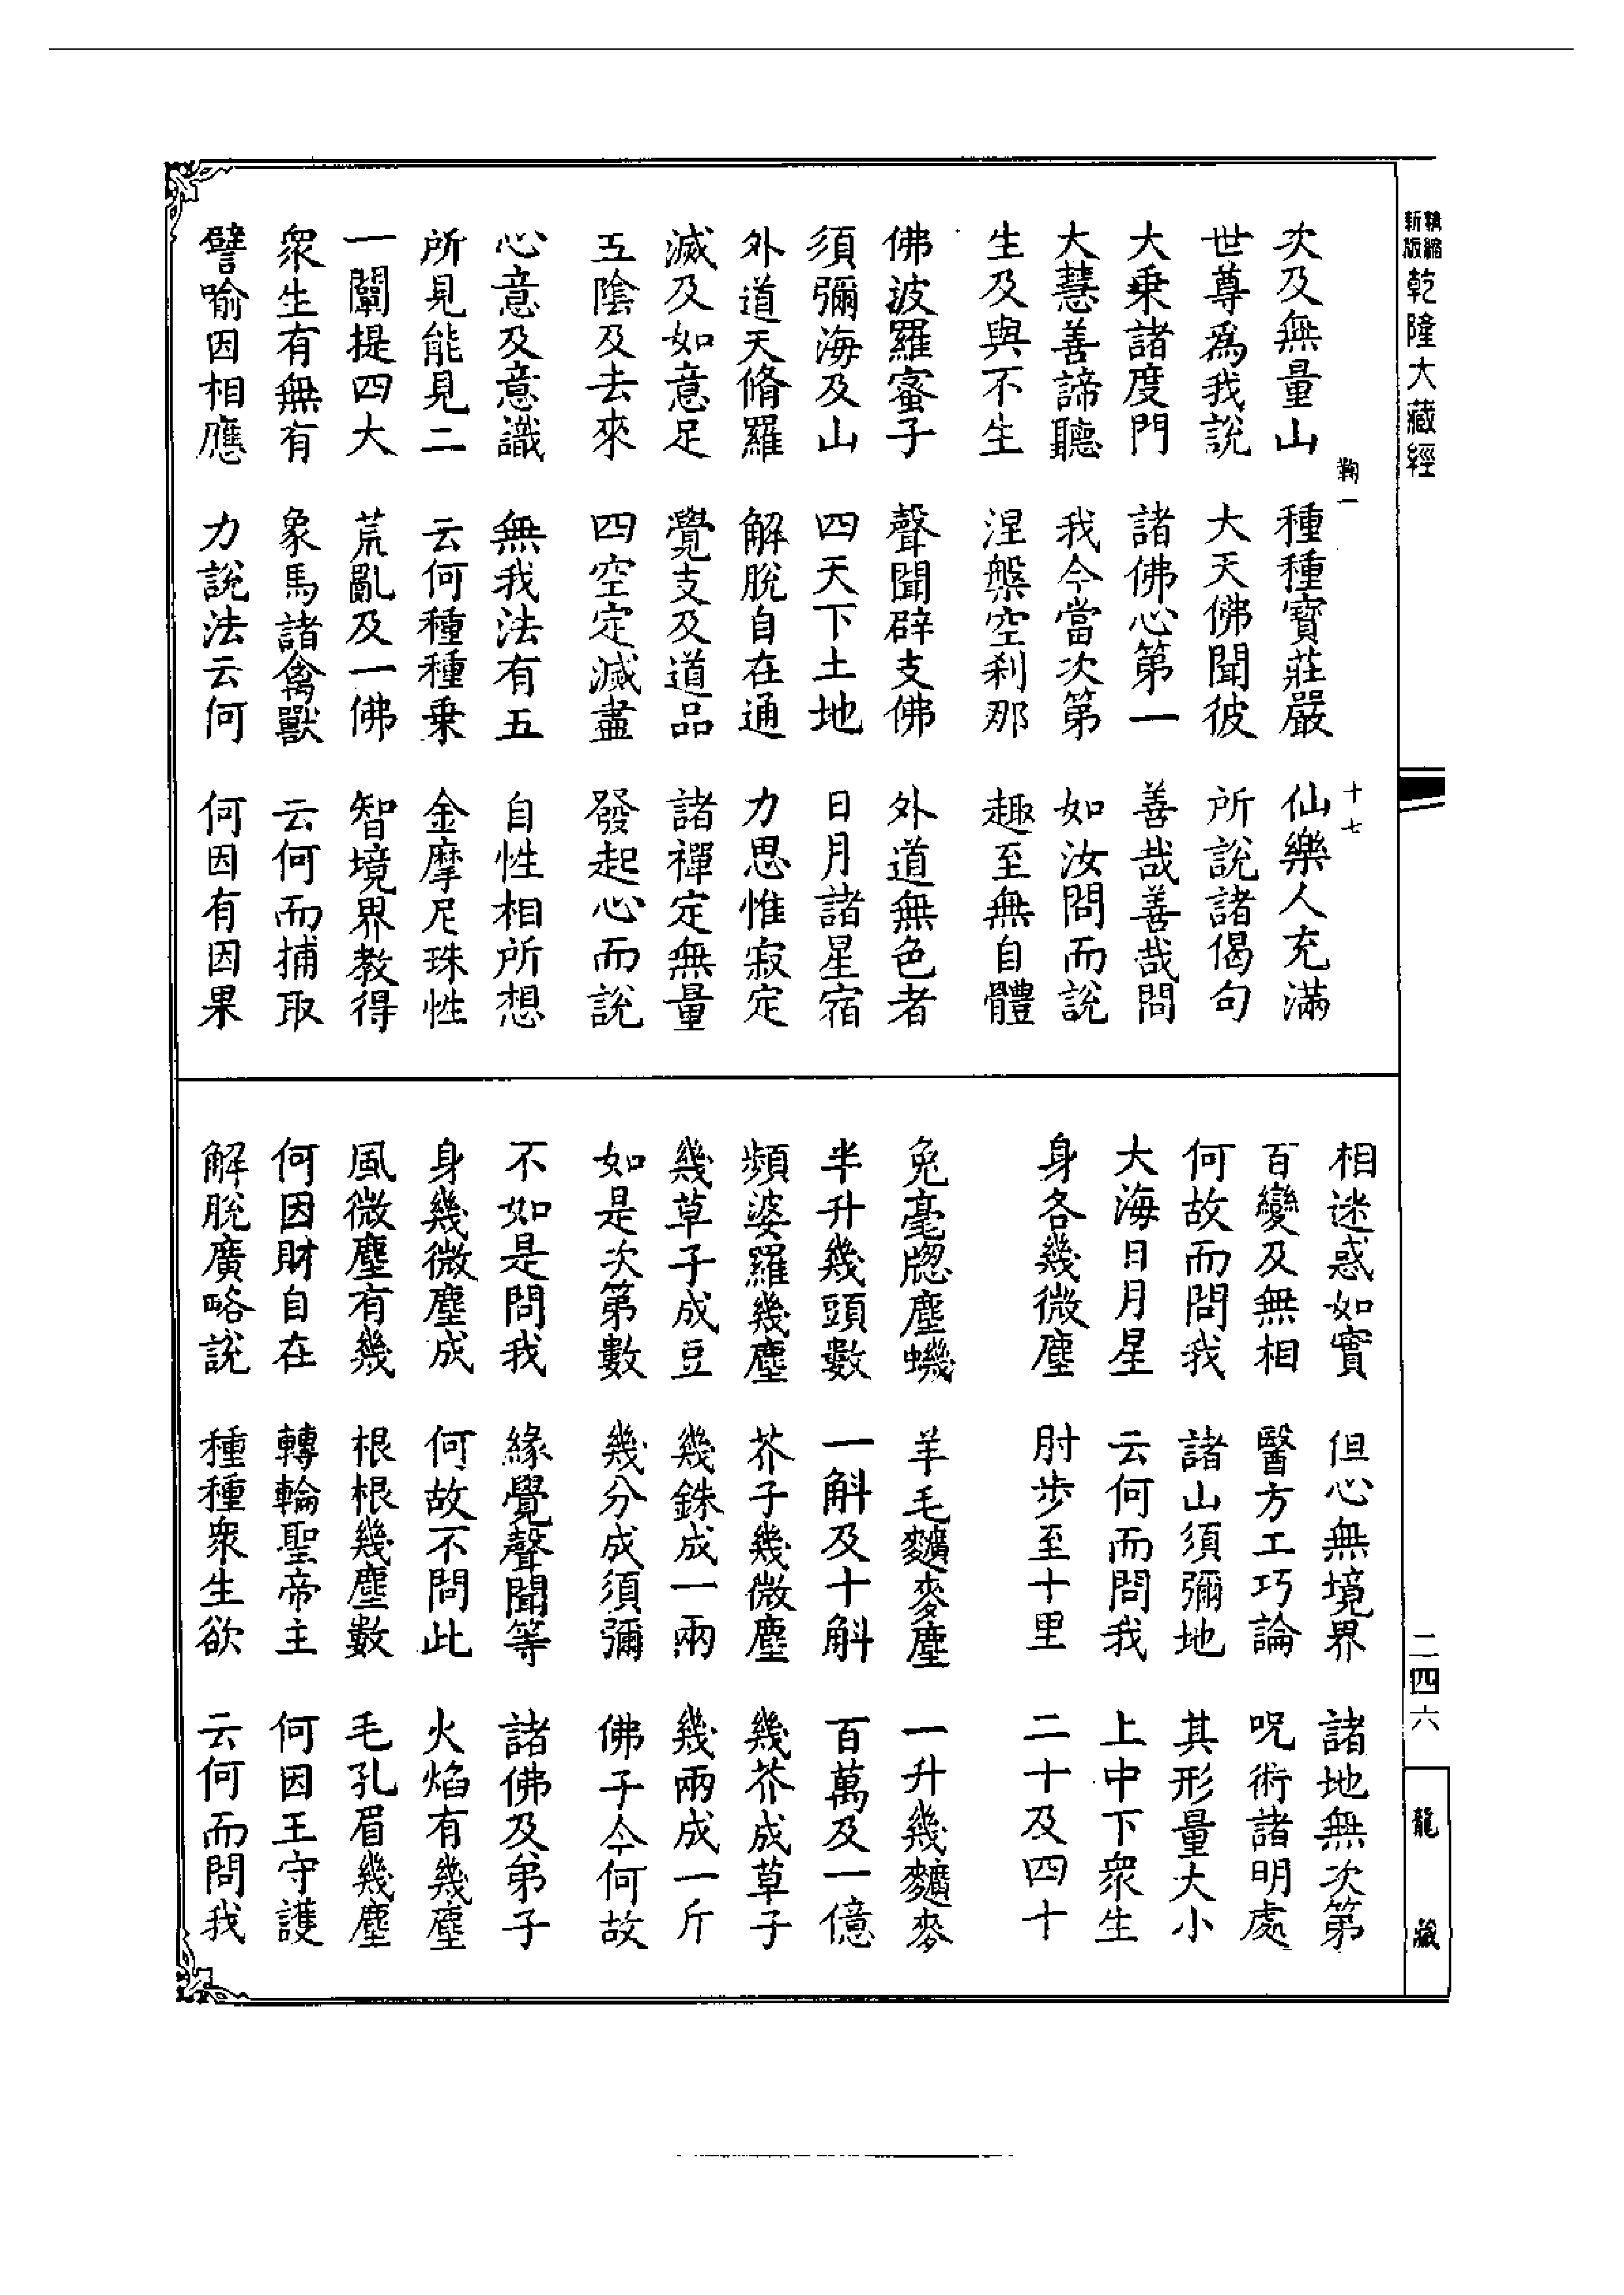 新版
乾隆大藏經
鞠一
十七
次及無量山　種種寶莊嚴　仙樂人充滿
世尊爲我說　大天佛聞彼　所說諸偈句
大乗諸度門　諸佛心第一　善哉善哉問
大慧善諦聽　我今當次第　如汝問而說
生及與不生　涅槃空刹那　趣至無自體
佛波羅蜜子　聲聞辟支佛　外道無色者
須彌海及山　四天下土地　日月諸星宿
外道天脩羅　解脫自在通　力思惟寂定
滅及如意足　覺支及道品　諸禪定無量
五陰及去來　四空定滅盡　發起心而說
心意及意識　無我法有五　自性相所想
所見能見二　云何種種乗　金摩尼珠性
一闡提四大　荒亂及一佛　智境界教得
衆生有無有　象馬諸禽獸　云何而捕取
譬喻因相應　力說法云何　何因有因果
相迷惑如實　但心無境界　諸地無次第
百變及無相　醫方工巧論　呪術諸明處
何故而問我　諸山須彌地　其形量大小
大海日月星　云何而問我　上中下衆生
身各幾微塵　肘步至十里　二十及四十
兔毫牕塵蟣　羊毛䵃麥塵　一升幾䵃麥
半升幾頭數　一斛及十斛　百萬及一億
頻婆羅幾塵　芥子幾微塵　幾芥成草子
幾草子成豆　幾銖成一兩　幾兩成一斤
如是次第數　幾分成須彌　佛子今何故
不如是問我　緣覺聲聞等　諸佛及弟子
身幾微塵成　何故不問此　火焰有幾塵
風微塵有幾　根根幾塵數　毛孔眉幾塵
何因財自在　轉輪聖帝主　何因王守護
解脫廣略說　種種衆生欲　云何而問我
二四六
龍藏